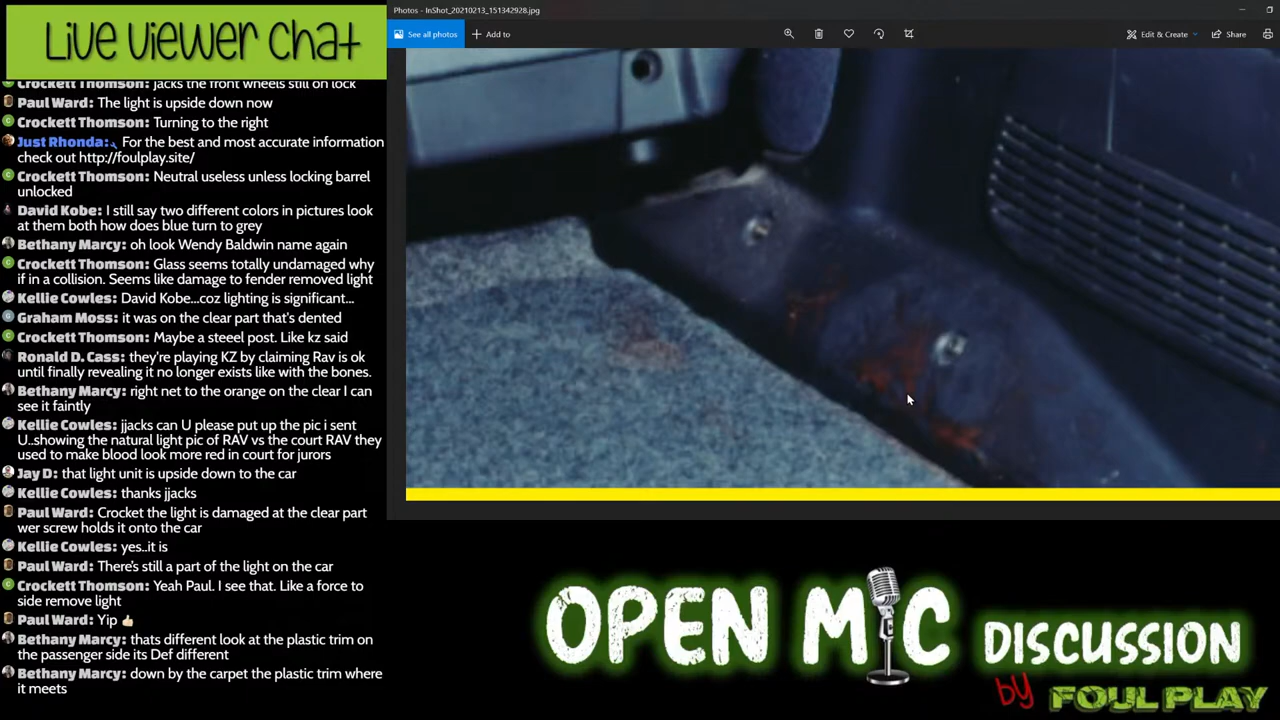 Live Viewer Chat
Crockett Thomson: jacks the front wheels still on lock
Paul Ward: The light is upside down now
Crockett Thomson: Turning to the right
Just Rhonda: For the best and most accurate information
check out http://foulplay.site/
Crockett Thomson: Neutral useless unless locking barrel
unlocked
David Kobe: I still say two different colors in pictures look
at them both how does blue turn to grey
Bethany Marcy: oh look Wendy Baldwin name again
Crockett Thomson: Glass seems totally undamaged why
if in a collision. Seems like damage to fender removed light
Kellie Cowles: David Kobe...coz lighting is significant...
Graham Moss: it was on the clear part that's dented
Crockett Thomson: Maybe a steeel post. Like kz said
Ronald D. Cass: they're playing KZ by claiming Rav is ok
until finally revealing it no longer exists like with the bones.
Bethany Marcy: right net to the orange on the clear I can
see it faintly
Kellie Cowles: jjacks can U please put up the pic i sent
U..showing the natural light pic of RAV vs the court RAV they
used to make blood look more red in court for jurors
Jay D: that light unit is upside down to the car
Kellie Cowles: thanks jjacks
Paul Ward: Crocket the light is damaged at the clear part
wer screw holds it onto the car
Kellie Cowles: yes..it is
Paul Ward: There's still a part of the light on the car
Crockett Thomson: Yeah Paul. I see that. Like a force to
side remove light
Paul Ward: Yip 👍🏻
Bethany Marcy: thats different look at the plastic trim on
the passenger side its Def different
Bethany Marcy: down by the carpet the plastic trim where
it meets
Photos - InShot_20210213_151342928.jpg
See all photos
Add to
Edit & Create
Share
OPEN MIC
DISCUSSION
by FOUL PLAY